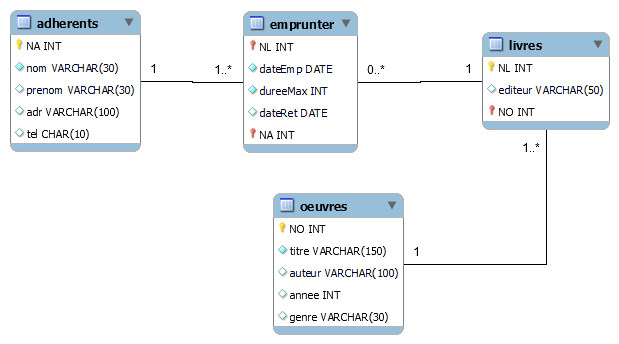 adherents
NA INT
nom VARCHAR(30)
prenom VARCHAR(30)
adr VARCHAR(100)
tel CHAR(10)
1
1..*
emprunter
NL INT
dateEmp DATE
dureeMax INT
dateRet DATE
NA INT
0..*
1
livres
NL INT
editeur VARCHAR(50)
NO INT
1..*
oeuvres
NO INT
titre VARCHAR(150)
auteur VARCHAR(100)
annee INT
genre VARCHAR(30)
1